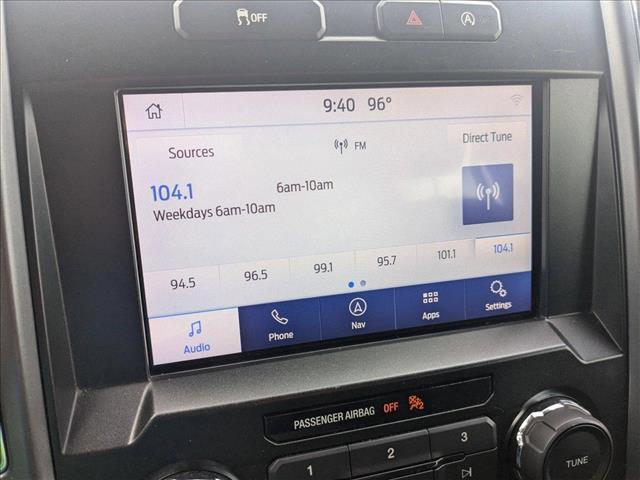 OFF
A
9:40 96°
Sources FM Direct Tune
104.1 6am-10am
Weekdays 6am-10am
94.5 96.5 99.1 95.7 101.1 104.1
Audio Phone Nav Apps Settings
PASSENGER AIRBAG OFF 2
1 2 3
TUNE